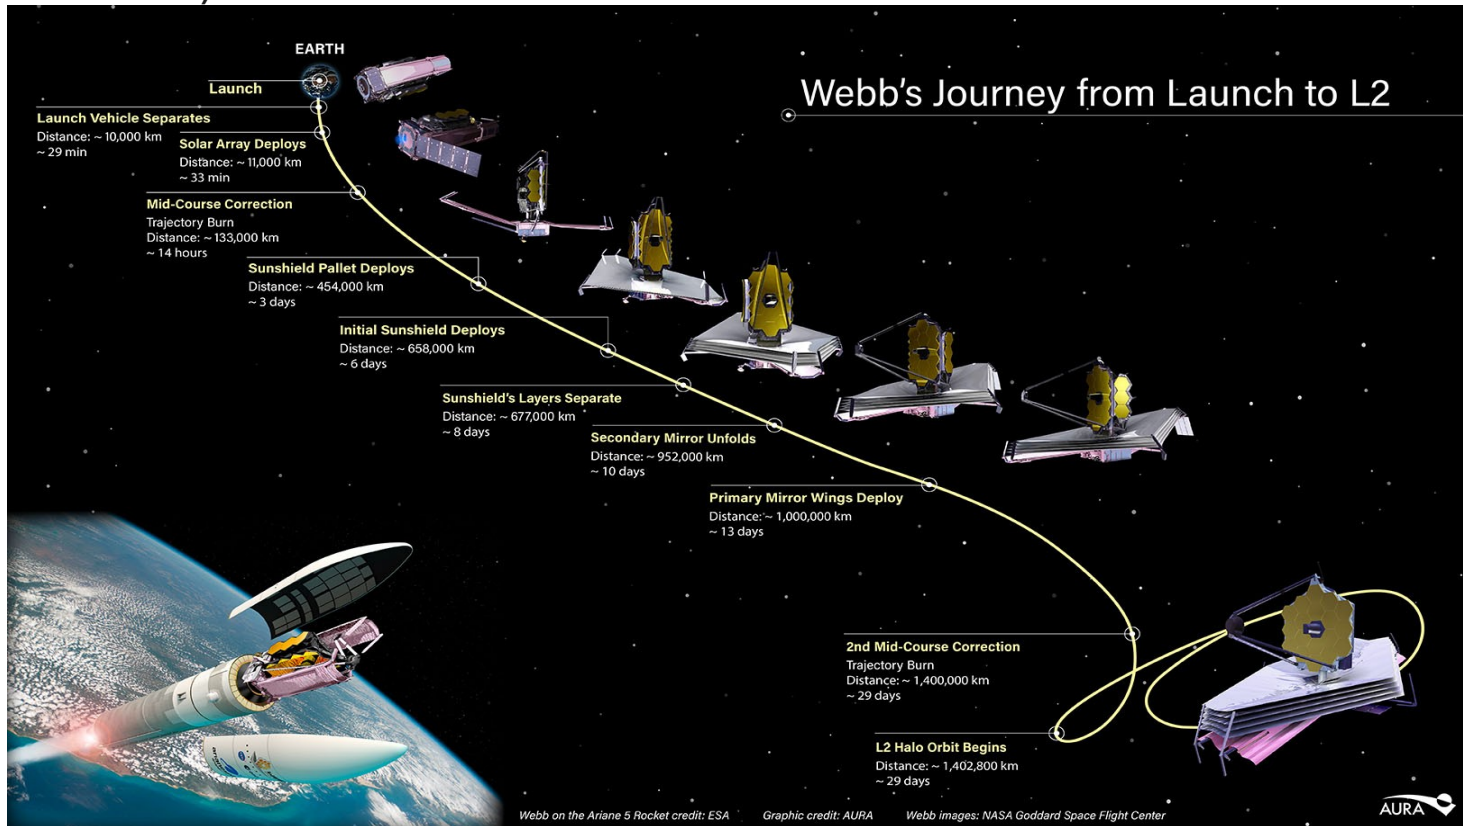 EARTH
Webb's Journey from Launch to L2
Launch
Launch Vehicle Separates
Distance: ~ 10,000 km
~ 29 min
Solar Array Deploys
Distance: ~ 11,000 km
~ 33 min
Mid-Course Correction
Trajectory Burn
Distance: ~ 133,000 km
~ 14 hours
Sunshield Pallet Deploys
Distance: ~ 454,000 km
~ 3 days
Initial Sunshield Deploys
Distance: ~ 658,000 km
~ 6 days
Sunshield's Layers Separate
Distance: ~ 677,000 km
~ 8 days
Secondary Mirror Unfolds
Distance: ~ 952,000 km
~ 10 days
Primary Mirror Wings Deploy
Distance: ~ 1,000,000 km
~ 13 days
2nd Mid-Course Correction
Trajectory Burn
Distance: ~ 1,400,000 km
~ 29 days
L2 Halo Orbit Begins
Distance: ~ 1,402,800 km
~ 29 days
Webb on the Ariane 5 Rocket credit: ESA
Graphic credit: AURA
Webb images: NASA Goddard Space Flight Center
AURA